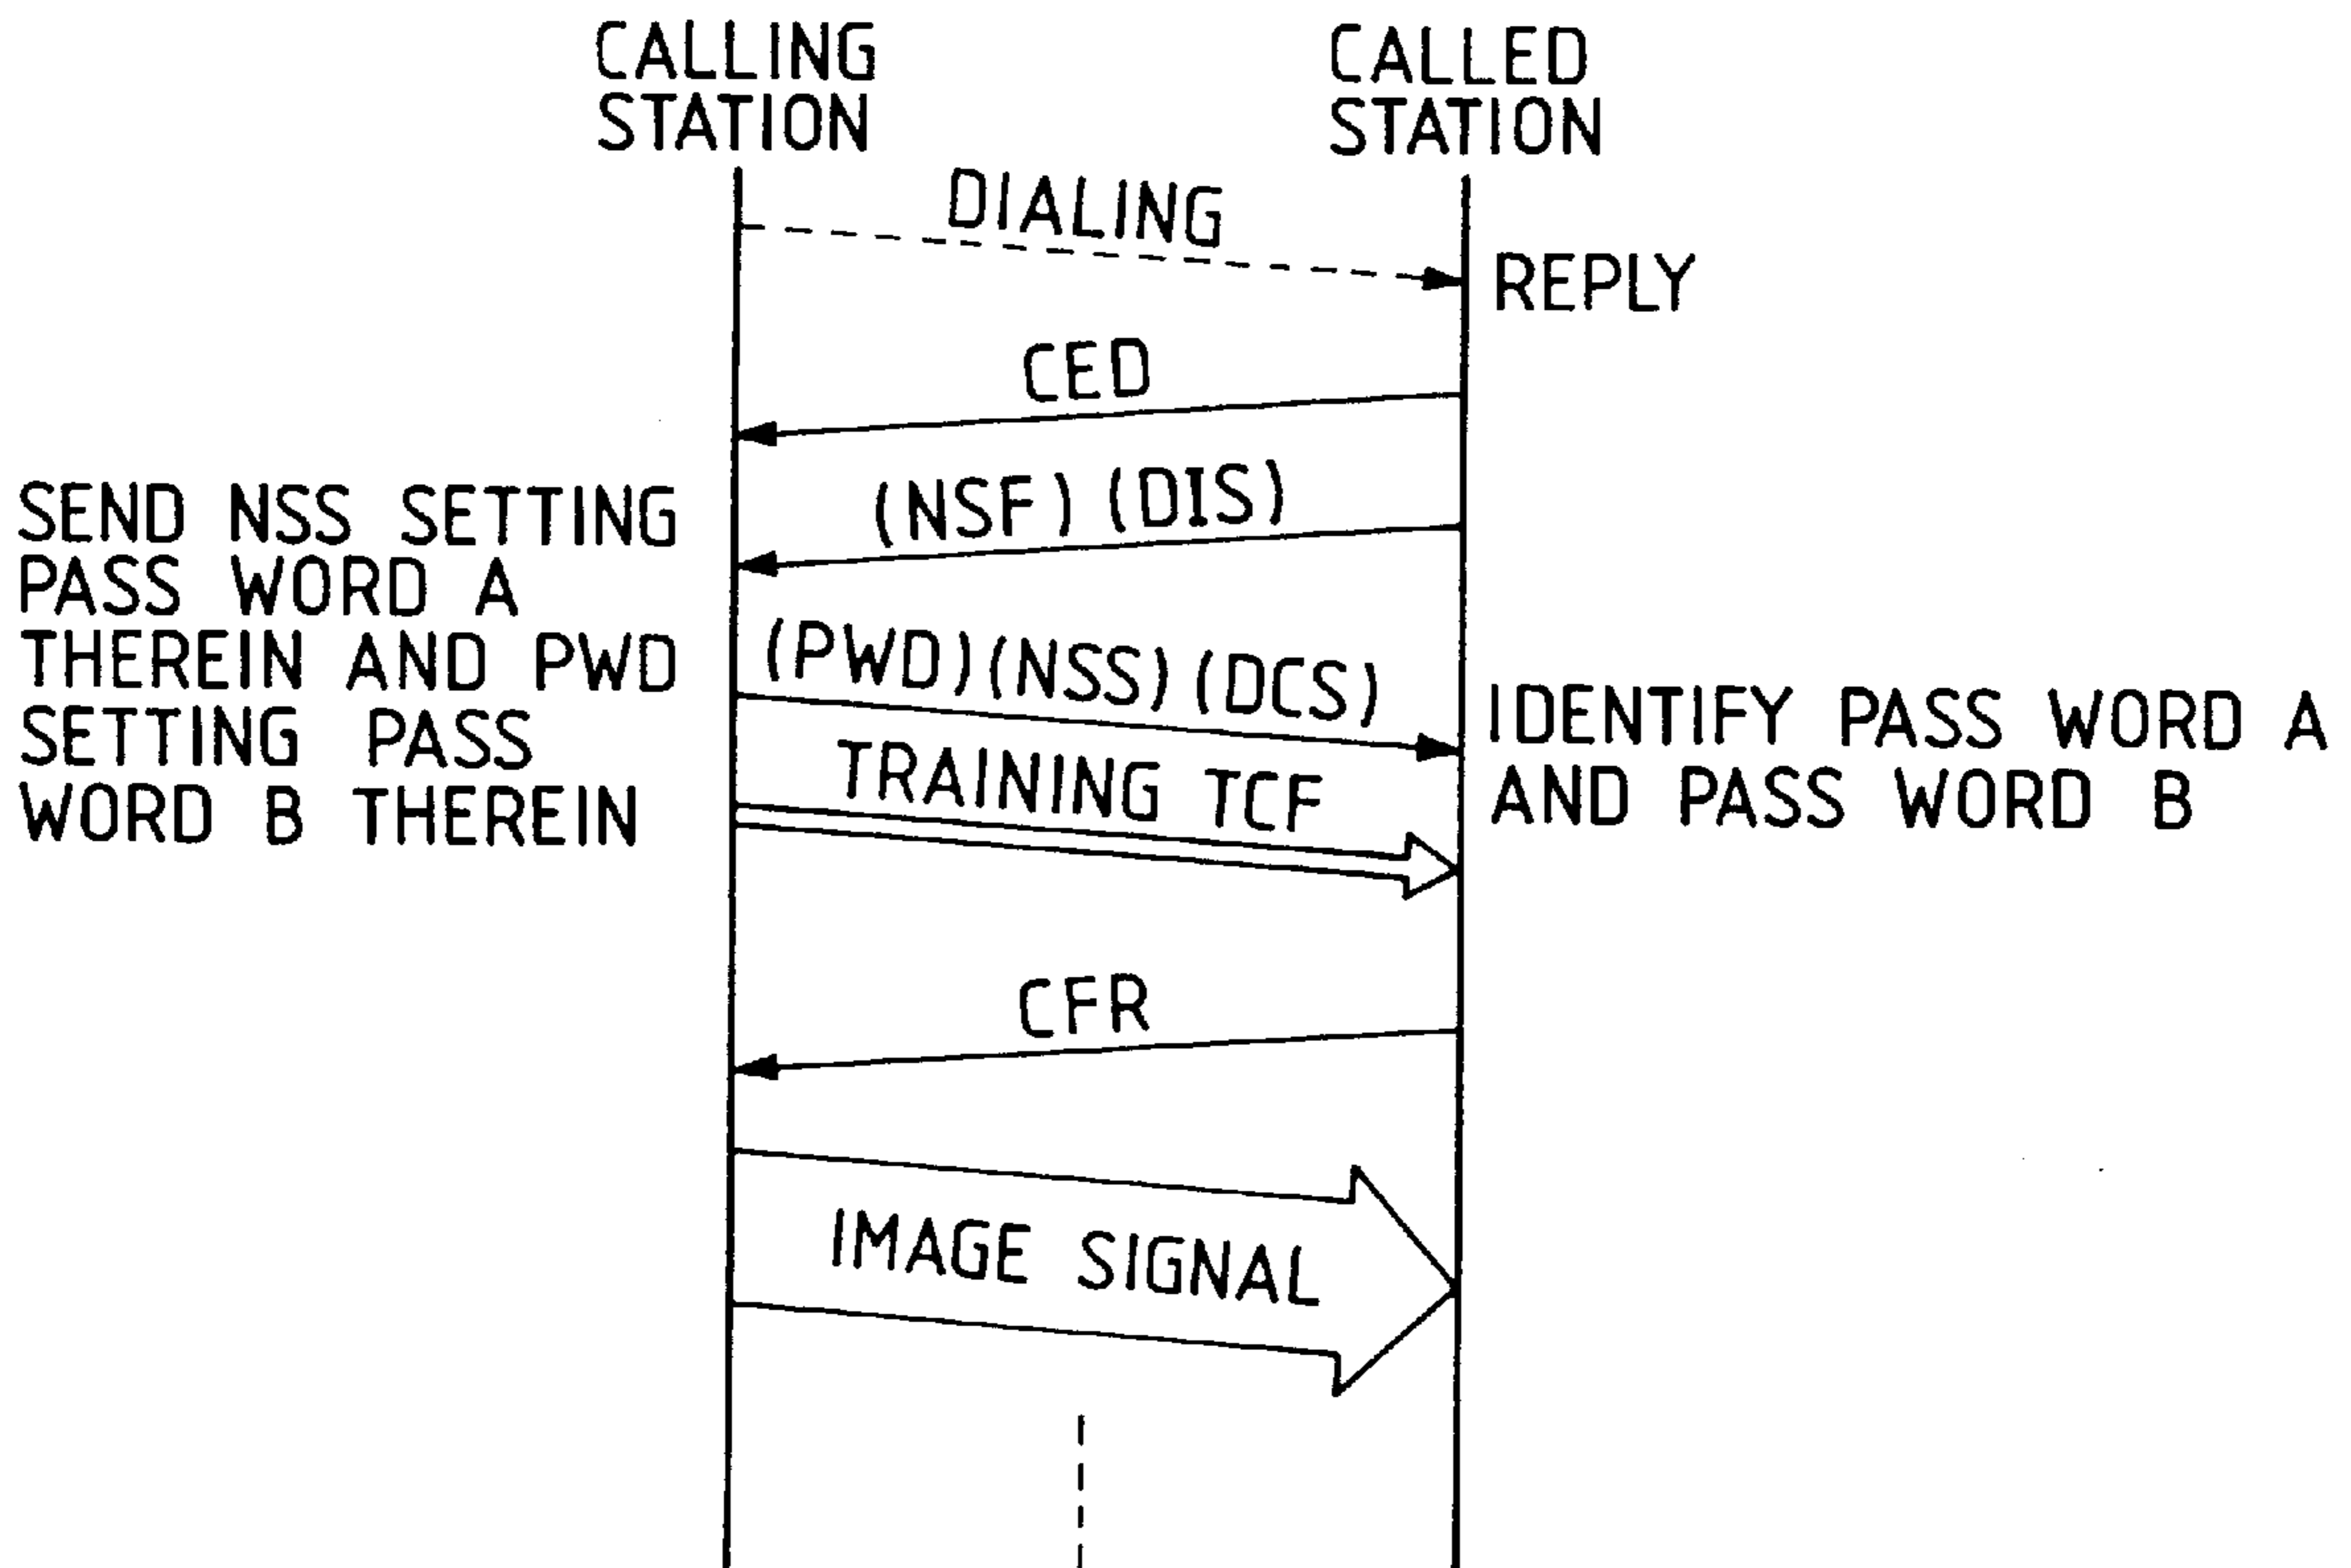 CALLING
STATION
CALLED
STATION
DIALING
REPLY
CED
(NSF) (DIS)
SEND NSS SETTING
PASS WORD A
THEREIN AND PWD
SETTING PASS
WORD B THEREIN
(PWD) (NSS) (DCS)
IDENTIFY PASS WORD A
AND PASS WORD B
TRAINING TCF
CFR
IMAGE SIGNAL